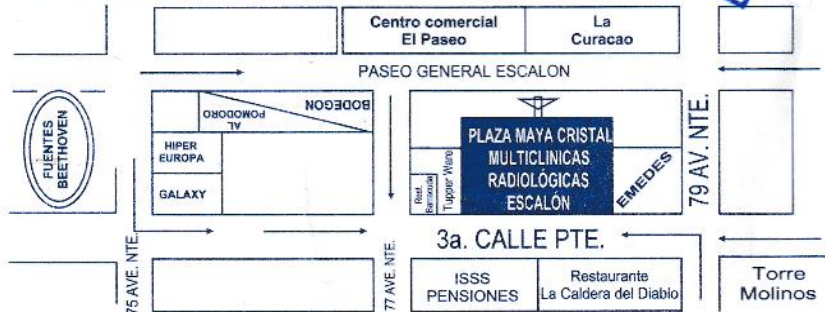 Centro comercial
El Paseo
La
Curacao
PASEO GENERAL ESCALON
FUENTES
BEETHOVEN
AL
POMODORO
BODEGON
HIPER
EUROPA
GALAXY
PLAZA MAYA CRISTAL
MULTICLINICAS
RADIOLÓGICAS
ESCALÓN
Rest.
Barracuda
Tupper Ware
EMEDES
79 AV. NTE.
3a. CALLE PTE.
75 AVE. NTE.
77 AVE. NTE.
ISSS
PENSIONES
Restaurante
La Caldera del Diablo
Torre
Molinos